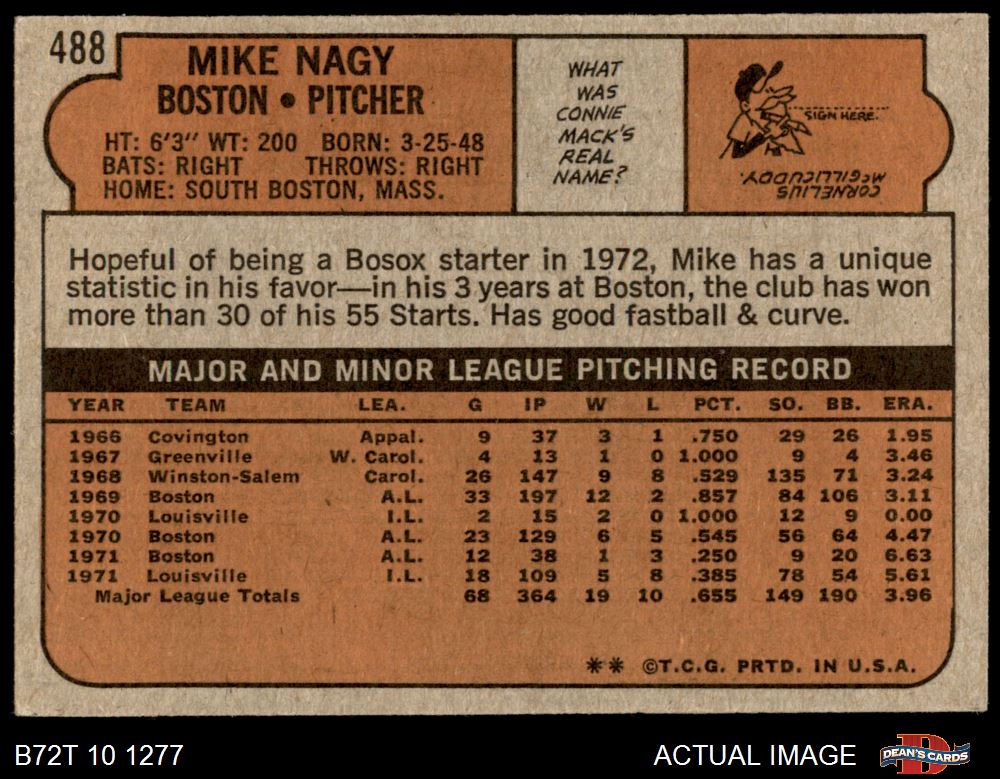 488
MIKE NAGY
BOSTON • PITCHER
HT: 6'3" WT: 200 BORN: 3-25-48
BATS: RIGHT THROWS: RIGHT
HOME: SOUTH BOSTON, MASS.
WHAT
WAS
CONNIE
MACK'S
REAL
NAME?
SIGN HERE.
CORNELIUS
McGILLICUDDY.
Hopeful of being a Bosox starter in 1972, Mike has a unique
statistic in his favor—in his 3 years at Boston, the club has won
more than 30 of his 55 Starts. Has good fastball & curve.
MAJOR AND MINOR LEAGUE PITCHING RECORD
YEAR TEAM LEA. G IP W L PCT. SO. BB. ERA.
1966 Covington Appal. 9 37 3 1 .750 29 26 1.95
1967 Greenville W. Carol. 4 13 1 0 1.000 9 4 3.46
1968 Winston-Salem Carol. 26 147 9 8 .529 135 71 3.24
1969 Boston A.L. 33 197 12 2 .857 84 106 3.11
1970 Louisville I.L. 2 15 2 0 1.000 12 9 0.00
1970 Boston A.L. 23 129 6 5 .545 56 64 4.47
1971 Boston A.L. 12 38 1 3 .250 9 20 6.63
1971 Louisville I.L. 18 109 5 8 .385 78 54 5.61
Major League Totals 68 364 19 10 .655 149 190 3.96
** ©T.C.G. PRTD. IN U.S.A.
B72T 10 1277 ACTUAL IMAGE
DEAN'S CARDS